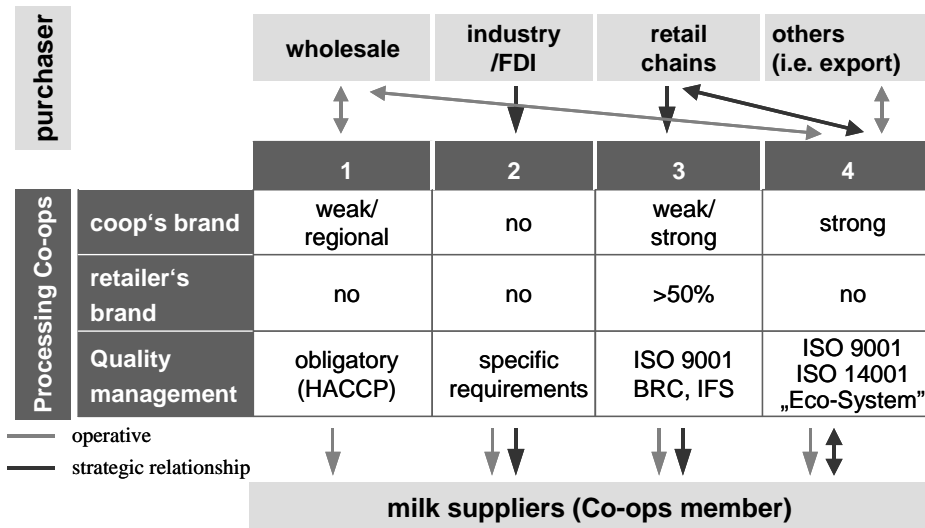 purchaser
wholesale
industry
/FDI
retail
chains
others
(i.e. export)
Processing Co-ops
1
2
3
4
coop‘s brand
weak/
regional
no
weak/
strong
strong
retailer‘s
brand
no
no
>50%
no
Quality
management
obligatory
(HACCP)
specific
requirements
ISO 9001
BRC, IFS
ISO 9001
ISO 14001
„Eco-System”
operative
strategic relationship
milk suppliers (Co-ops member)